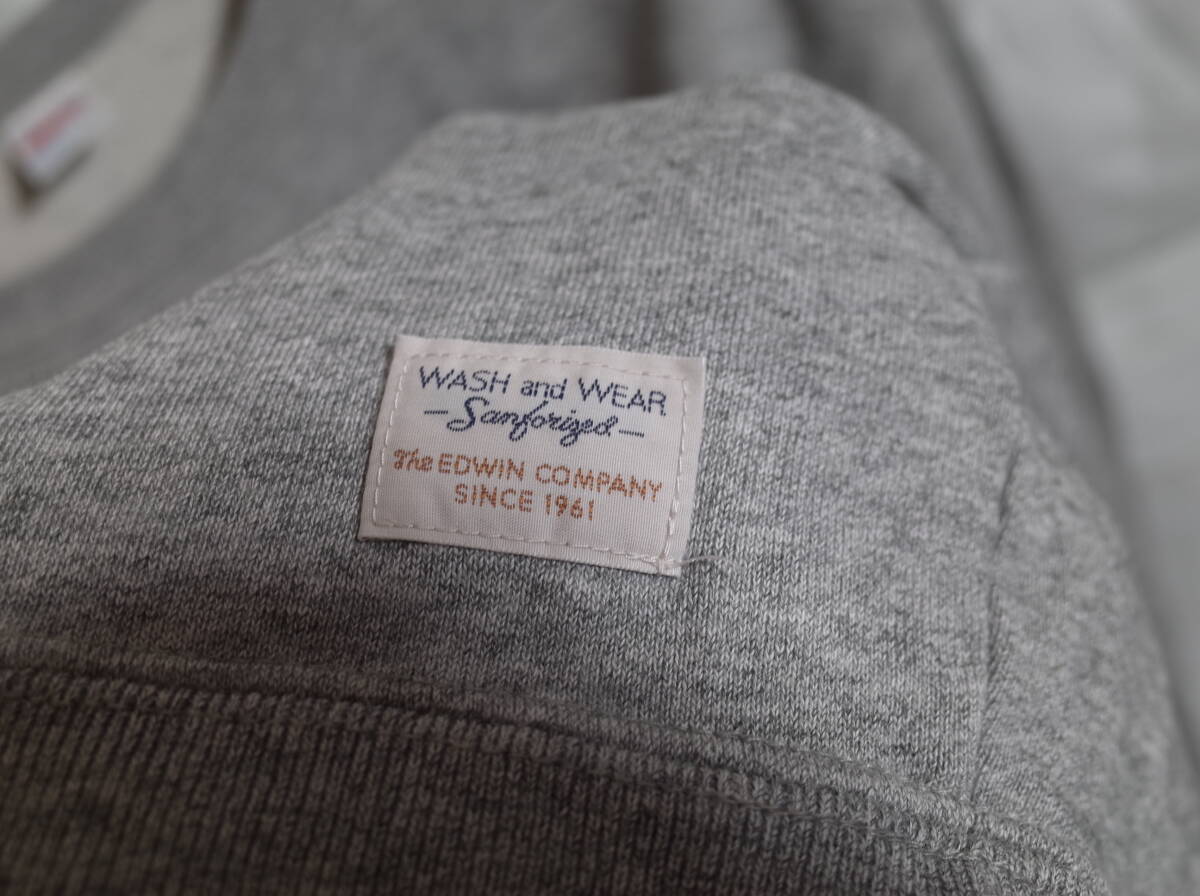 WASH and WEAR
—Sanforized.—
The EDWIN COMPANY
SINCE 1961